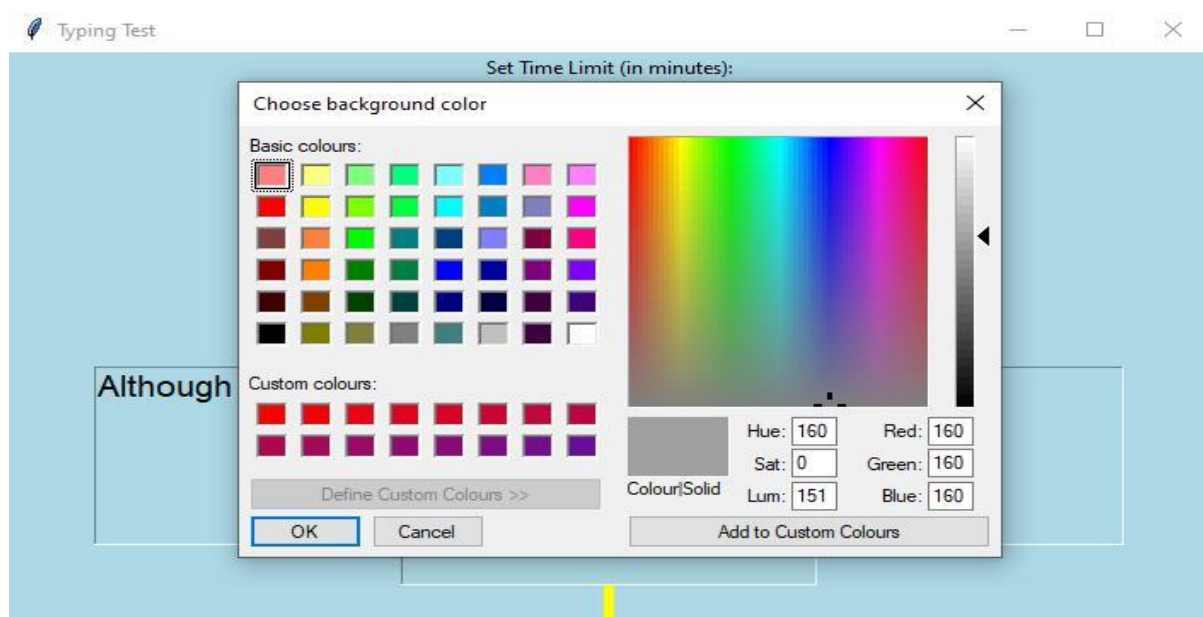 Typing Test
Set Time Limit (in minutes):
Choose background color
Basic colours:
Although
Custom colours:
Hue: 160 Red: 160
Sat: 0 Green: 160
Colour|Solid Lum: 151 Blue: 160
Define Custom Colours >>
OK Cancel Add to Custom Colours